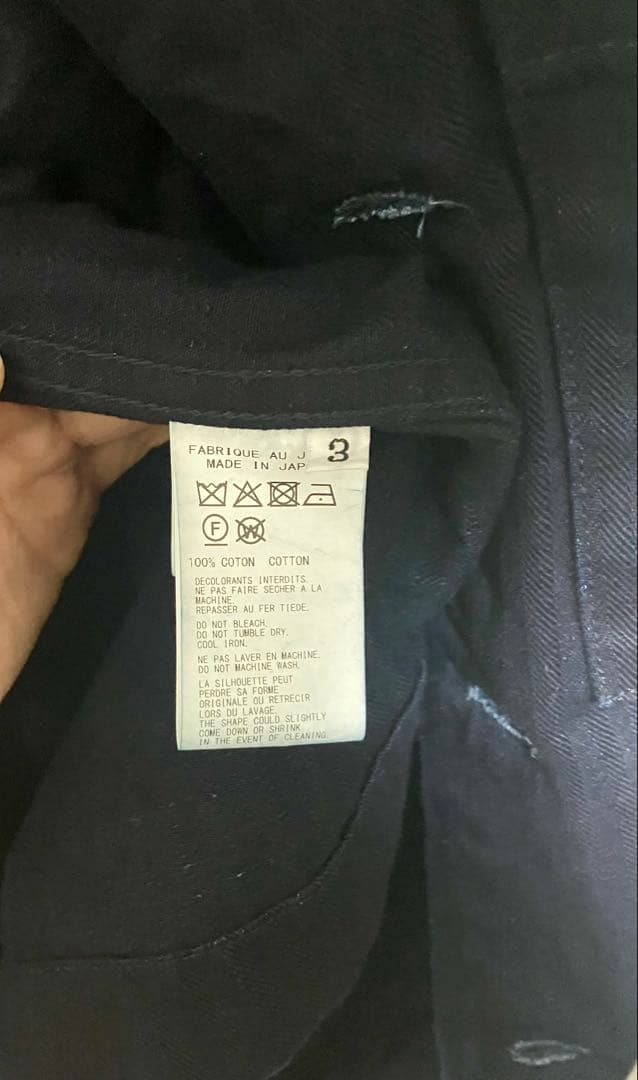 FABRIQUE AU J
MADE IN JAP
3
F W
100% COTON COTTON
DECOLORANTS INTERDITS.
NE PAS FAIRE SECHER A LA
MACHINE.
REPASSER AU FER TIEDE.
DO NOT BLEACH.
DO NOT TUMBLE DRY.
COOL IRON.
NE PAS LAVER EN MACHINE.
DO NOT MACHINE WASH.
LA SILHOUETTE PEUT
PERDRE SA FORME
ORIGINALE OU RETRECIR
LORS DU LAVAGE.
THE SHAPE COULD SLIGHTLY
COME DOWN OR SHRINK
IN THE EVENT OF CLEANING.